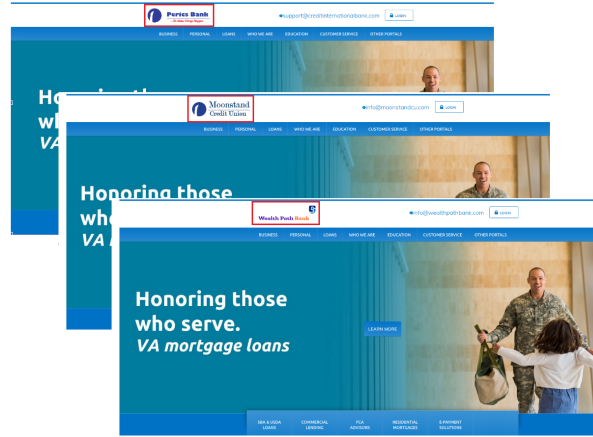 Perics Bank
support@creditinternationalbank.com
LOGIN
BUSINESS PERSONAL LOANS WHO WE ARE EDUCATION CUSTOMER SERVICE OTHER PORTALS
Moonstand
Credit Union
info@moonstandcu.com
LOGIN
BUSINESS PERSONAL LOANS WHO WE ARE EDUCATION CUSTOMER SERVICE OTHER PORTALS
Honoring those
Wealth Path Bank
info@wealthpathbank.com
LOGIN
BUSINESS PERSONAL LOANS WHO WE ARE EDUCATION CUSTOMER SERVICE OTHER PORTALS
Honoring those
who serve.
VA mortgage loans
LEARN MORE
SBA & USDA
LOANS
COMMERCIAL
LENDING
FCA
ADVISORS
RESIDENTIAL
MORTGAGES
E-PAYMENT
SOLUTIONS